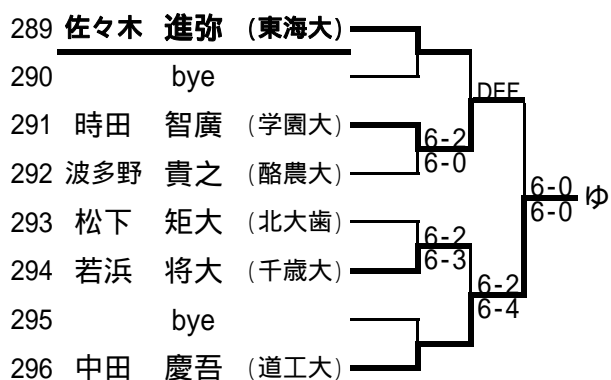 289 佐々木 進弥 (東海大)
290 bye
DEF
291 時田 智廣 (学園大)
6-2
6-0
292 波多野 貴之 (酪農大)
6-0
6-0
ゆ
293 松下 矩大 (北大歯)
6-2
6-3
294 若浜 将大 (千歳大)
6-2
6-4
295 bye
296 中田 慶吾 (道工大)